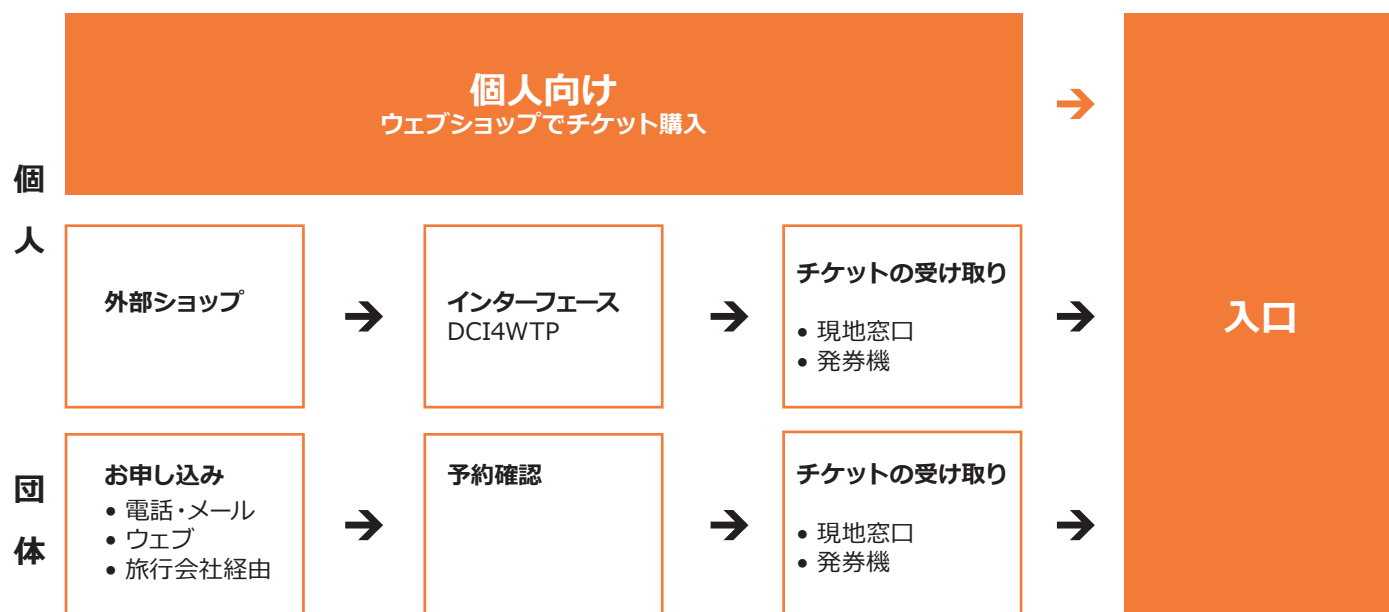 個人向け
ウェブショップでチケット購入
個
人
外部ショップ
インターフェース
DCI4WTP
チケットの受け取り
• 現地窓口
• 発券機
入口
団
体
お申し込み
• 電話・メール
• ウェブ
• 旅行会社経由
予約確認
チケットの受け取り
• 現地窓口
• 発券機